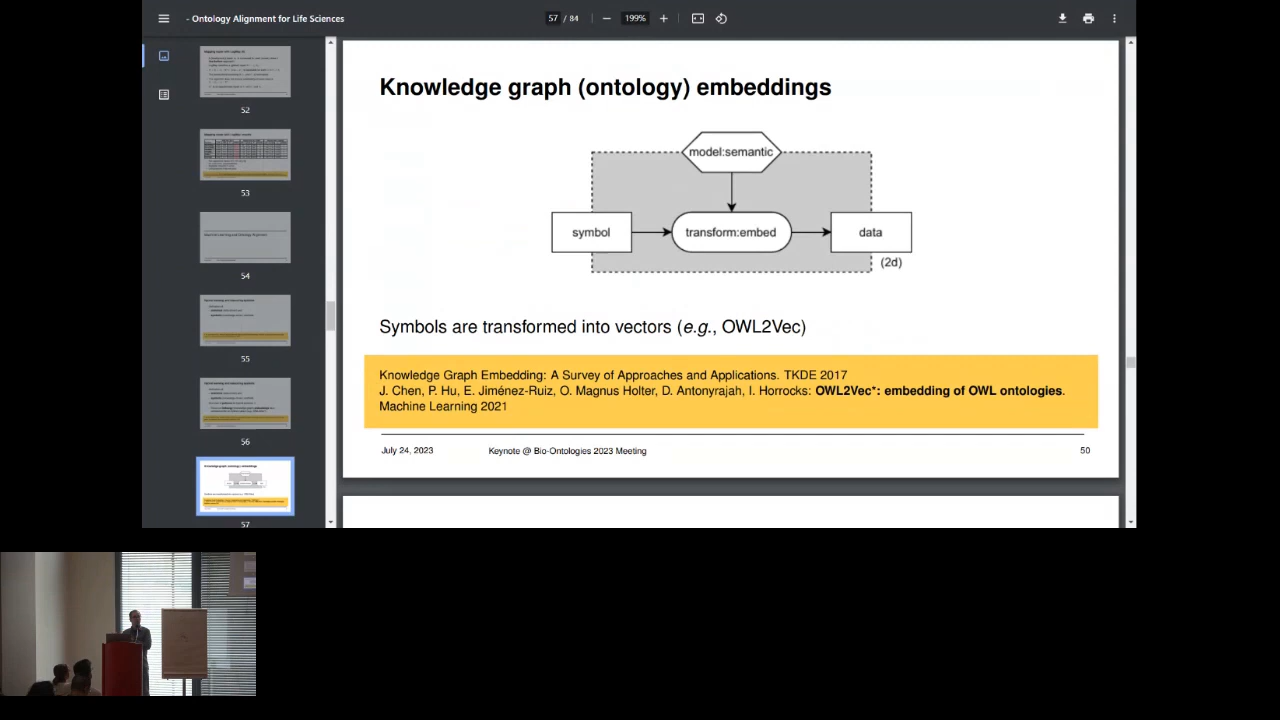 - Ontology Alignment for Life Sciences
57 / 84
199%
52
53
54
55
56
57
Knowledge graph (ontology) embeddings
model:semantic
symbol
transform:embed
data
(2d)
Symbols are transformed into vectors (e.g., OWL2Vec)
Knowledge Graph Embedding: A Survey of Approaches and Applications. TKDE 2017
J. Chen, P. Hu, E. Jiménez-Ruiz, O. Magnus Holter, D. Antonyrajah, I. Horrocks: OWL2Vec*: embedding of OWL ontologies.
Machine Learning 2021
July 24, 2023
Keynote @ Bio-Ontologies 2023 Meeting
50